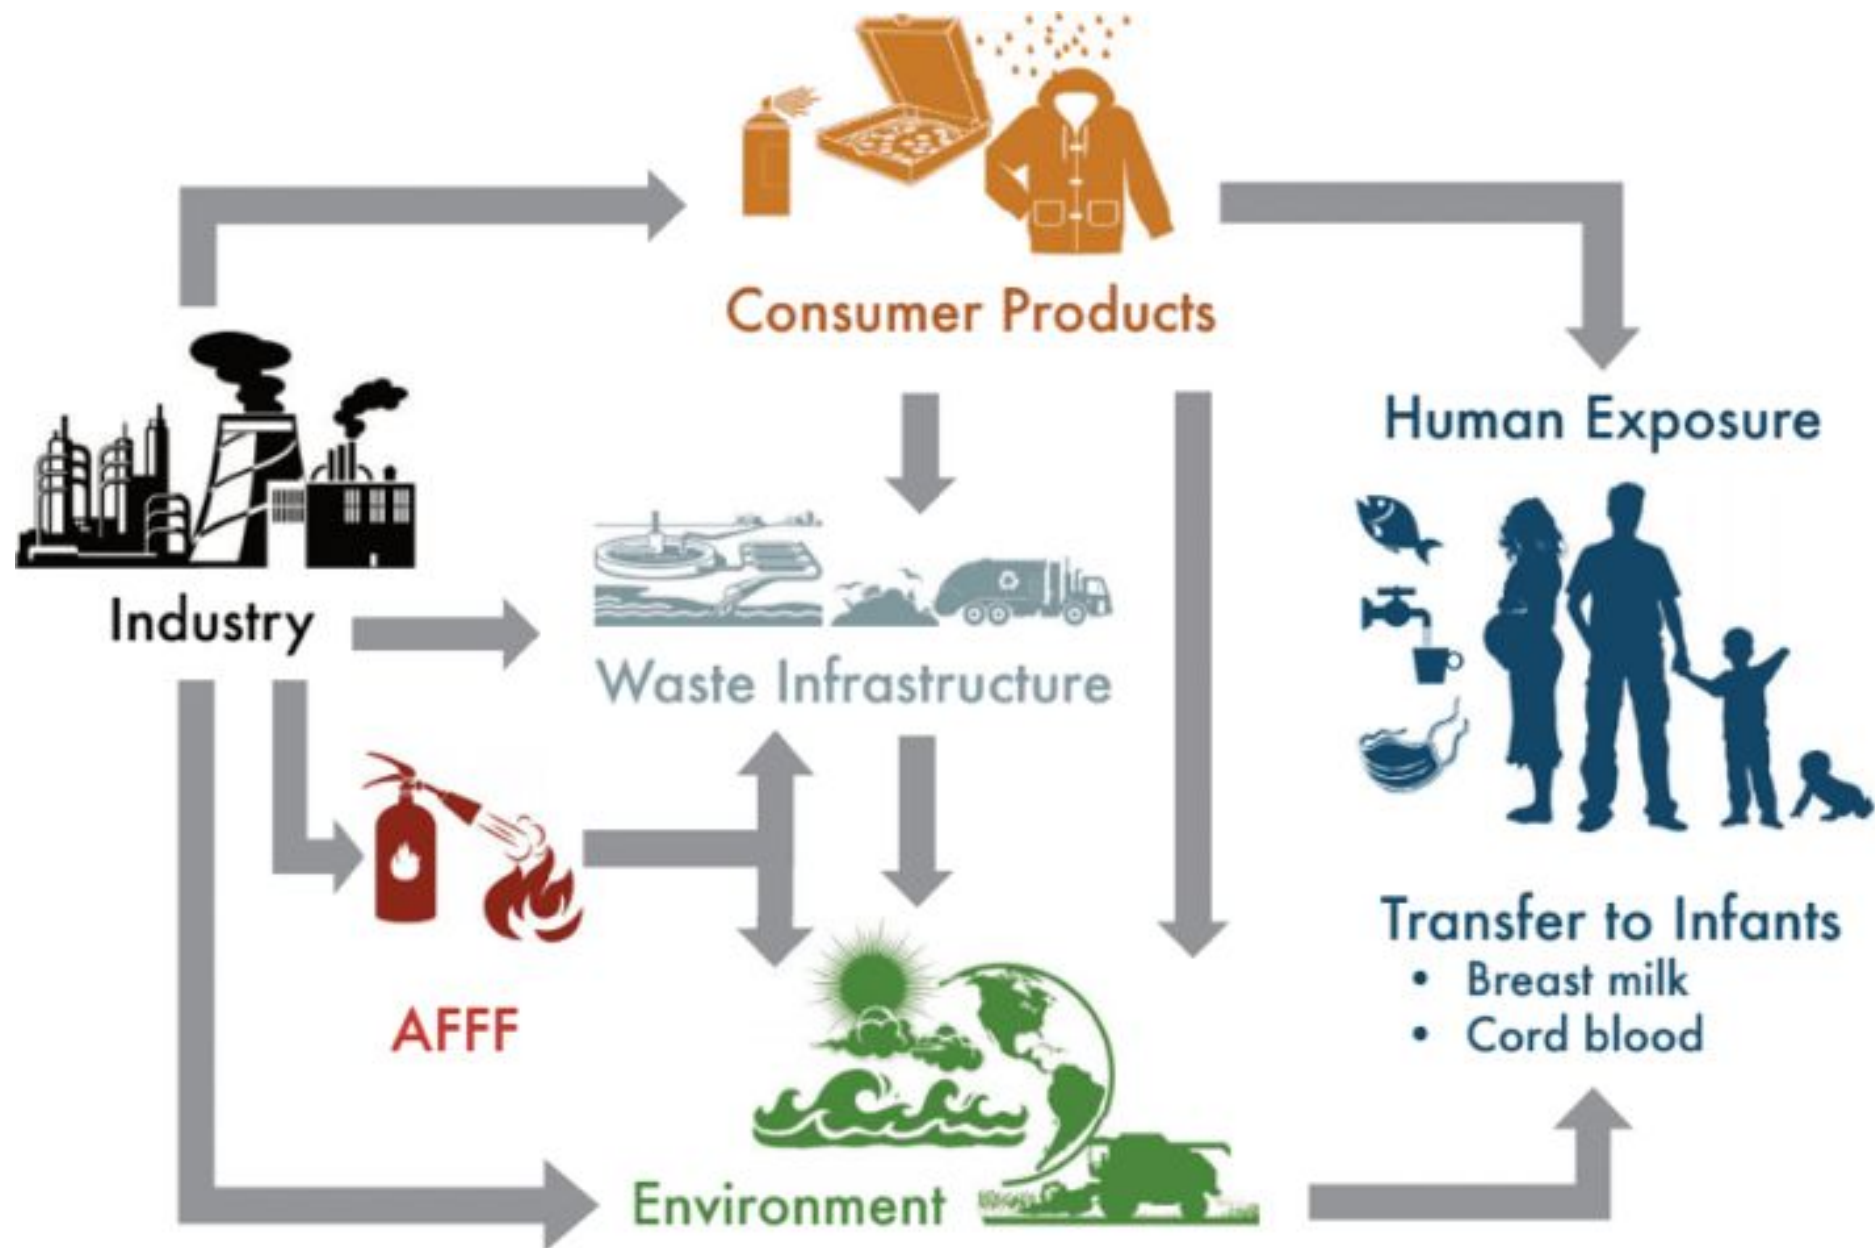 Consumer Products
Human Exposure
Industry
Waste Infrastructure
Transfer to Infants
• Breast milk
• Cord blood
AFFF
Environment